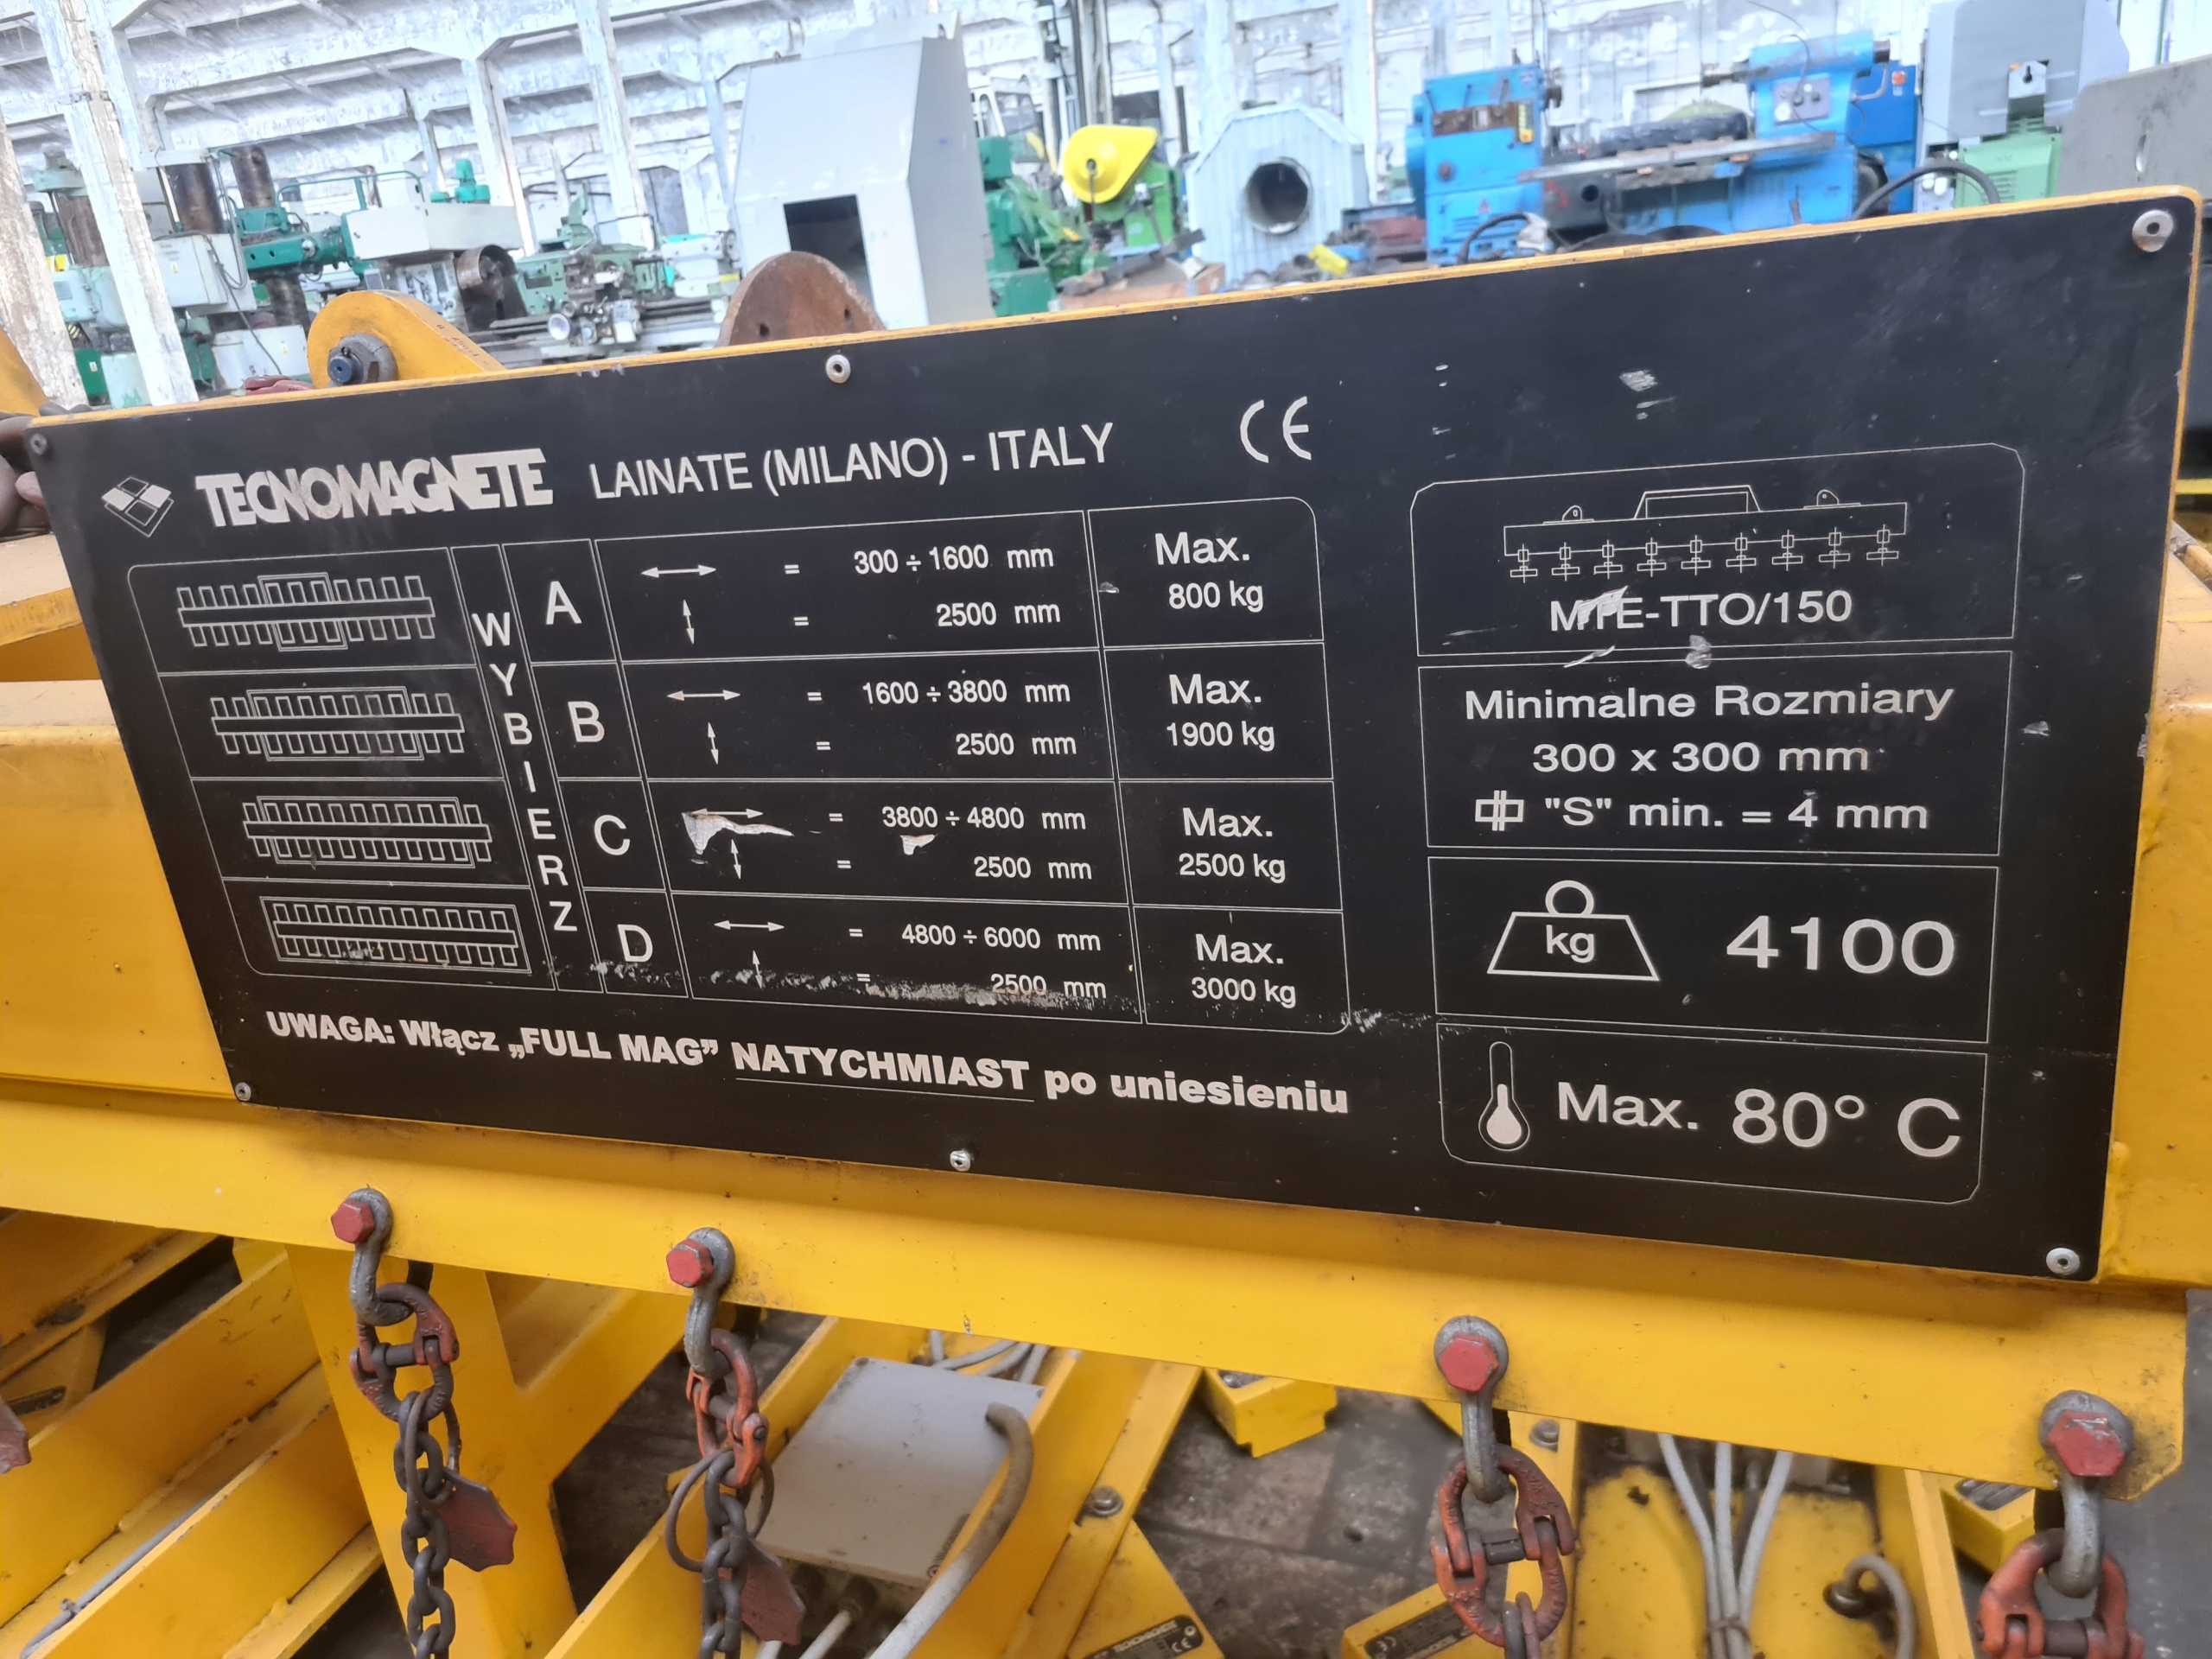 TECNOMAGNETE LAINATE (MILANO) - ITALY CE
WYBIERZ
A = 300 ÷ 1600 mm Max.
= 2500 mm 800 kg
B = 1600 ÷ 3800 mm Max.
= 2500 mm 1900 kg
C = 3800 ÷ 4800 mm Max.
= 2500 mm 2500 kg
D = 4800 ÷ 6000 mm Max.
= 2500 mm 3000 kg
UWAGA: Włącz „FULL MAG” NATYCHMIAST po uniesieniu
MTE-TTO/150
Minimalne Rozmiary
300 x 300 mm
"S" min. = 4 mm
kg 4100
Max. 80° C
TECNOMAGNETE CE